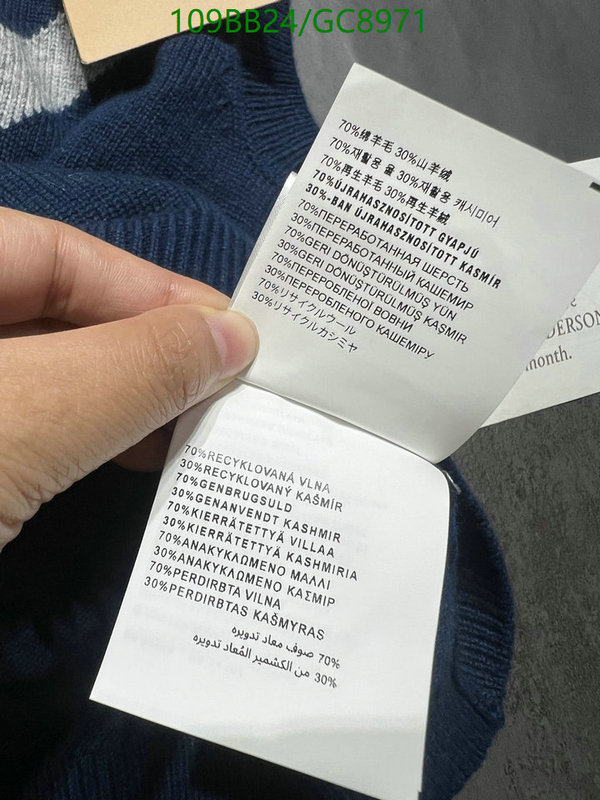 109BB24/GC8971
70%绵羊毛 30%山羊绒
70%재활용 울 30%재활용 캐시미어
70%再生羊毛 30%再生羊絨
70%ÚJRAHASZNOSÍTOTT GYAPJÚ
30%-BAN ÚJRAHASZNOSÍTOTT KASMÍR
70%ПЕРЕРАБОТАННАЯ ШЕРСТЬ
30%ПЕРЕРАБОТАННЫЙ КАШЕМИР
70%GERI DÖNÜŞTÜRÜLMÜŞ YÜN
30%GERİ DÖNÜŞTÜRÜLMÜŞ KAŞMIR
70%ПЕРЕРОБЛЕНОЇ ВОВНИ
30%ПЕРЕРОБЛЕНОГО КАШЕМІРУ
70%リサイクルウール
30%リサイクルカシミヤ
DERSON
month.
70%RECYKLOVANÁ VLNA
30%RECYKLOVANÝ KAŠMÍR
70%GENBRUGSULD
30%GENANVENDT KASHMIR
70%KIERRÄTETTYÄ VILLAA
30%KIERRÄTETTYÄ KASHMIRIA
70%ΑΝΑΚΥΚΛΩΜΕΝΟ ΜΑΛΛΙ
30%ΑΝΑΚΥΚΛΩΜΕΝΟ ΚΑΣΜΙΡ
70%PERDIRBTA VILNA
30%PERDIRBTAS KAŠMYRAS
70% صوف معاد تدويره
30% من الكشمير المُعاد تدويره